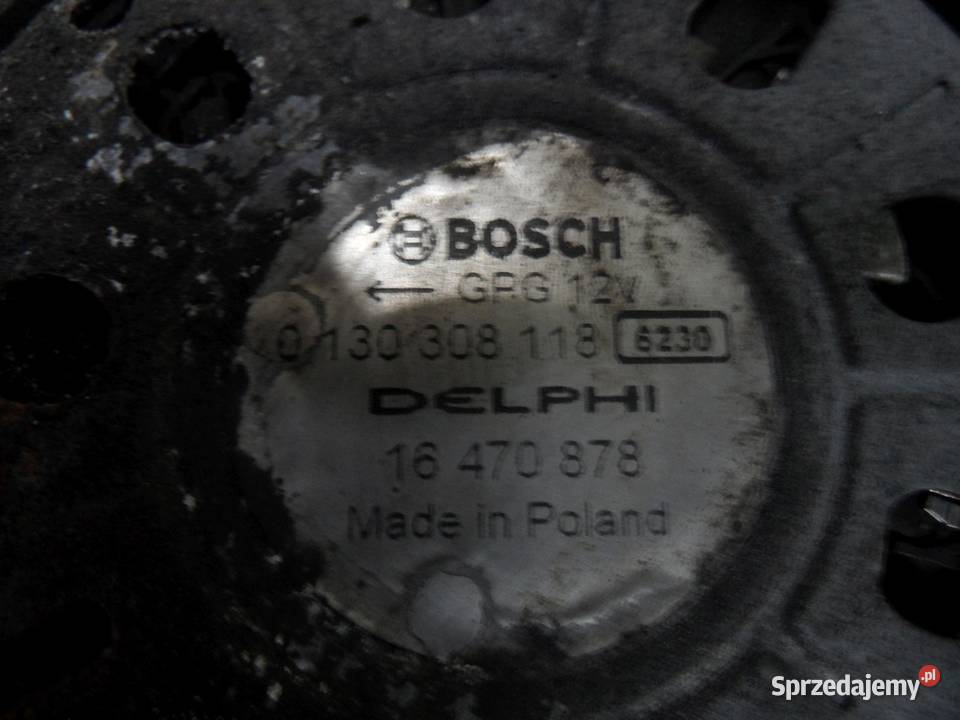 BOSCH
← GPG 12V
0 130 308 118 6230
DELPHI
16 470 878
Made in Poland
Sprzedajemy.pl